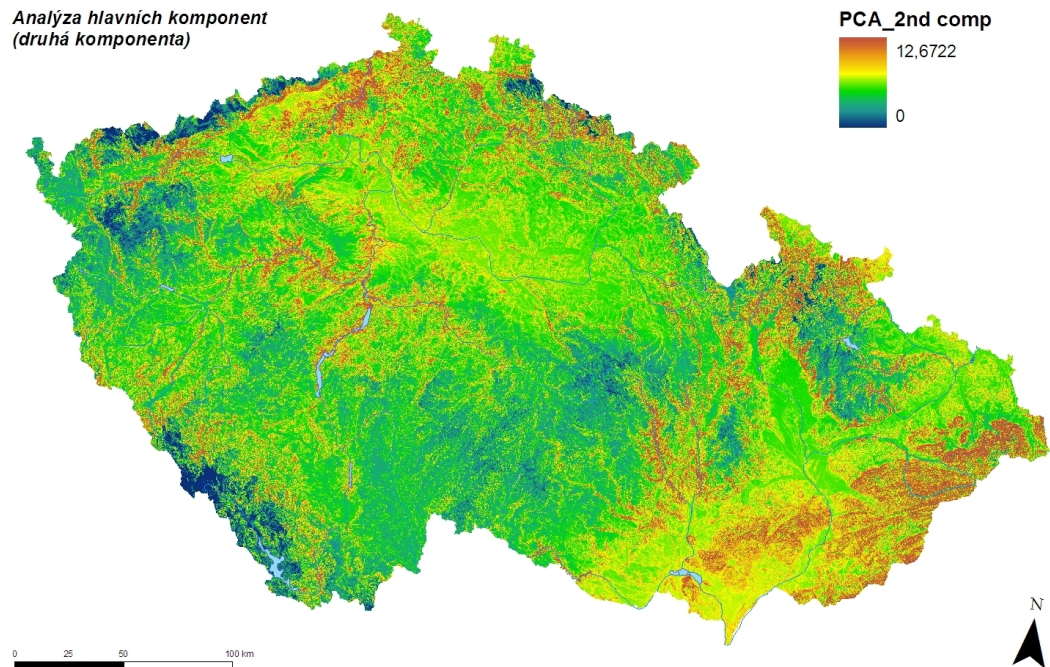 Analýza hlavních komponent
(druhá komponenta)
PCA_2nd comp
12,6722
0
N
0 25 50 100 km